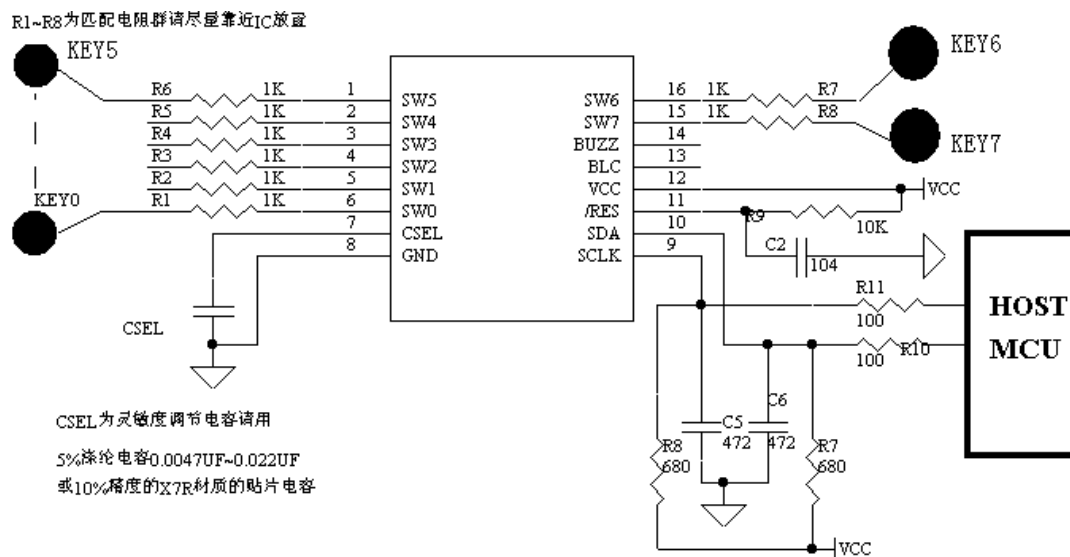 R1~R8为匹配电阻群请尽量靠近IC放置
KEY5
KEY6
R6 1K 1 SW5 SW6 16 1K R7
R5 1K 2 SW4 SW7 15 1K R8
R4 1K 3 SW3 BUZZ 14
KEY7
R3 1K 4 SW2 BLC 13
R2 1K 5 SW1 VCC 12 VCC
KEY0 R1 1K 6 SW0 /RES 11 R9 10K
7 CSEL SDA 10
8 GND SCLK 9
C2 104
R11 100
HOST
MCU
CSEL
100 R10
C6
CSEL为灵敏度调节电容请用
C5 472 472
R8 680
R7 680
5%涤纶电容0.0047UF~0.022UF
或10%精度的X7R材质的贴片电容
VCC